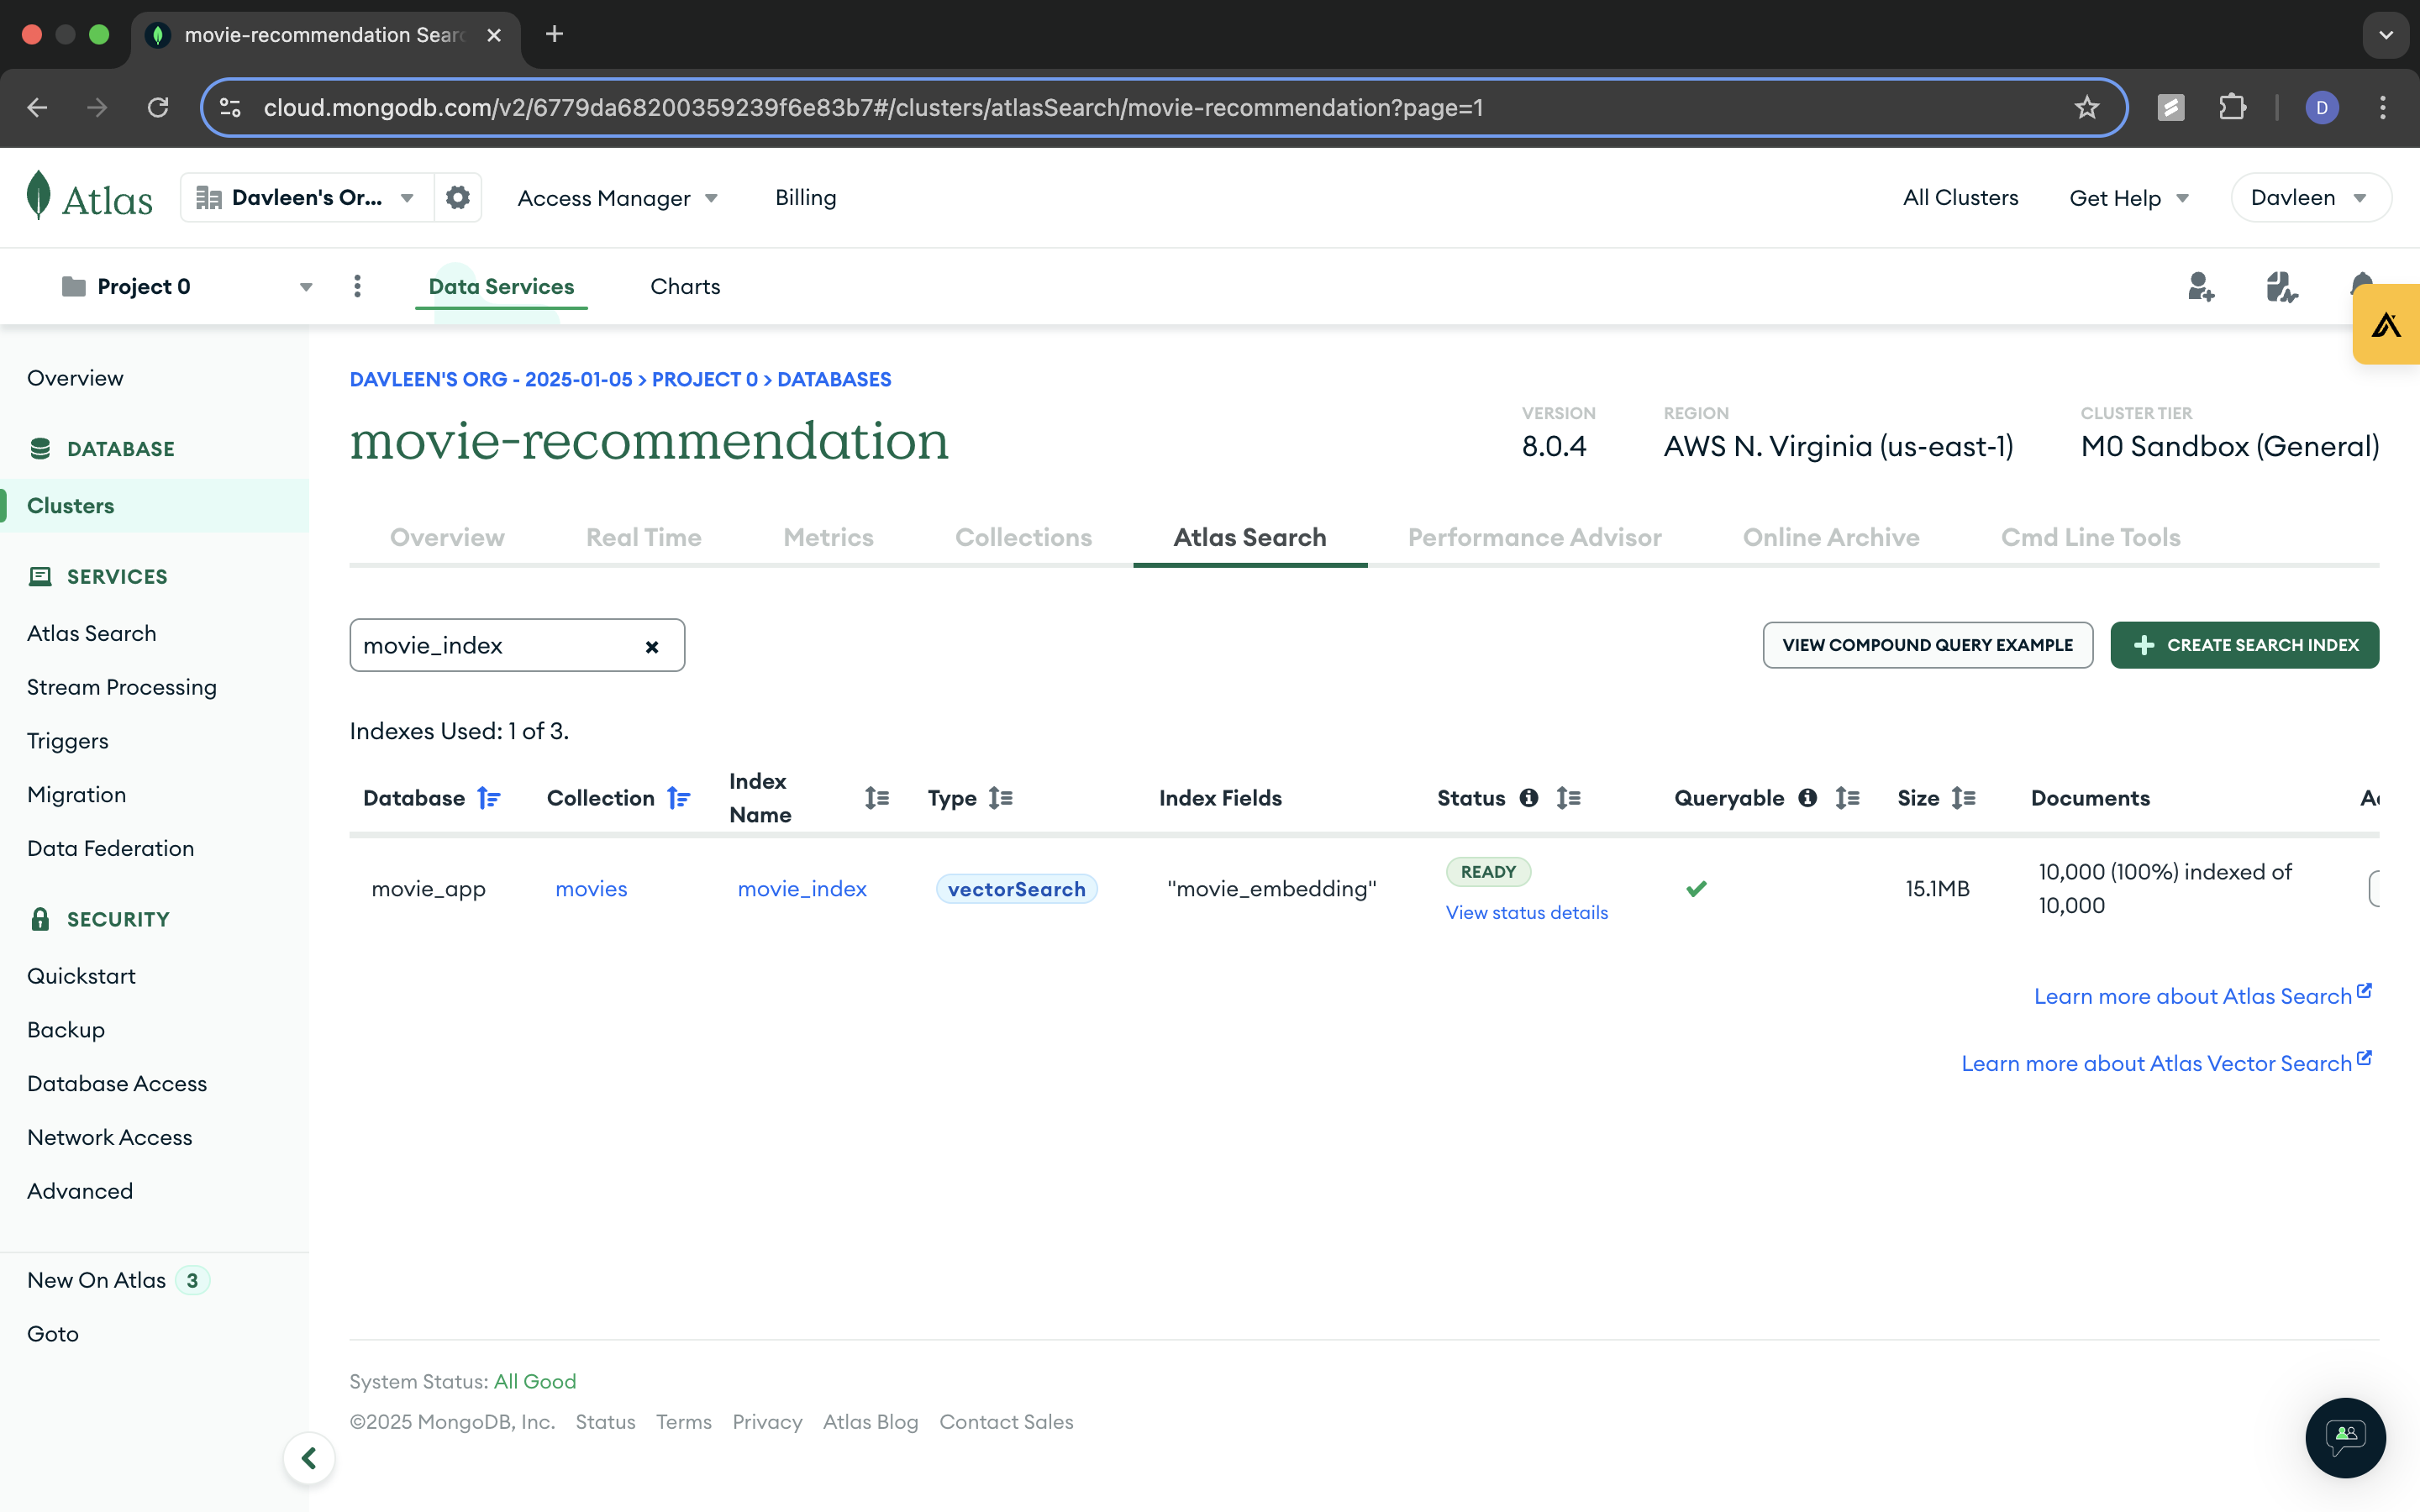 movie-recommendation Sear
cloud.mongodb.com/v2/6779da68200359239f6e83b7#/clusters/atlasSearch/movie-recommendation?page=1
D
Atlas
Davleen's Or...
Access Manager
Billing
All Clusters
Get Help
Davleen
Project 0
Data Services
Charts
Overview
DATABASE
Clusters
SERVICES
Atlas Search
Stream Processing
Triggers
Migration
Data Federation
SECURITY
Quickstart
Backup
Database Access
Network Access
Advanced
New On Atlas 3
Goto
DAVLEEN'S ORG - 2025-01-05 > PROJECT 0 > DATABASES
movie-recommendation
VERSION
8.0.4
REGION
AWS N. Virginia (us-east-1)
CLUSTER TIER
M0 Sandbox (General)
Overview
Real Time
Metrics
Collections
Atlas Search
Performance Advisor
Online Archive
Cmd Line Tools
movie_index
VIEW COMPOUND QUERY EXAMPLE
CREATE SEARCH INDEX
Indexes Used: 1 of 3.
Database
Collection
Index
Name
Type
Index Fields
Status
Queryable
Size
Documents
movie_app
movies
movie_index
vectorSearch
"movie_embedding"
READY
View status details
15.1MB
10,000 (100%) indexed of
10,000
Learn more about Atlas Search
Learn more about Atlas Vector Search
System Status: All Good
©2025 MongoDB, Inc. Status Terms Privacy Atlas Blog Contact Sales